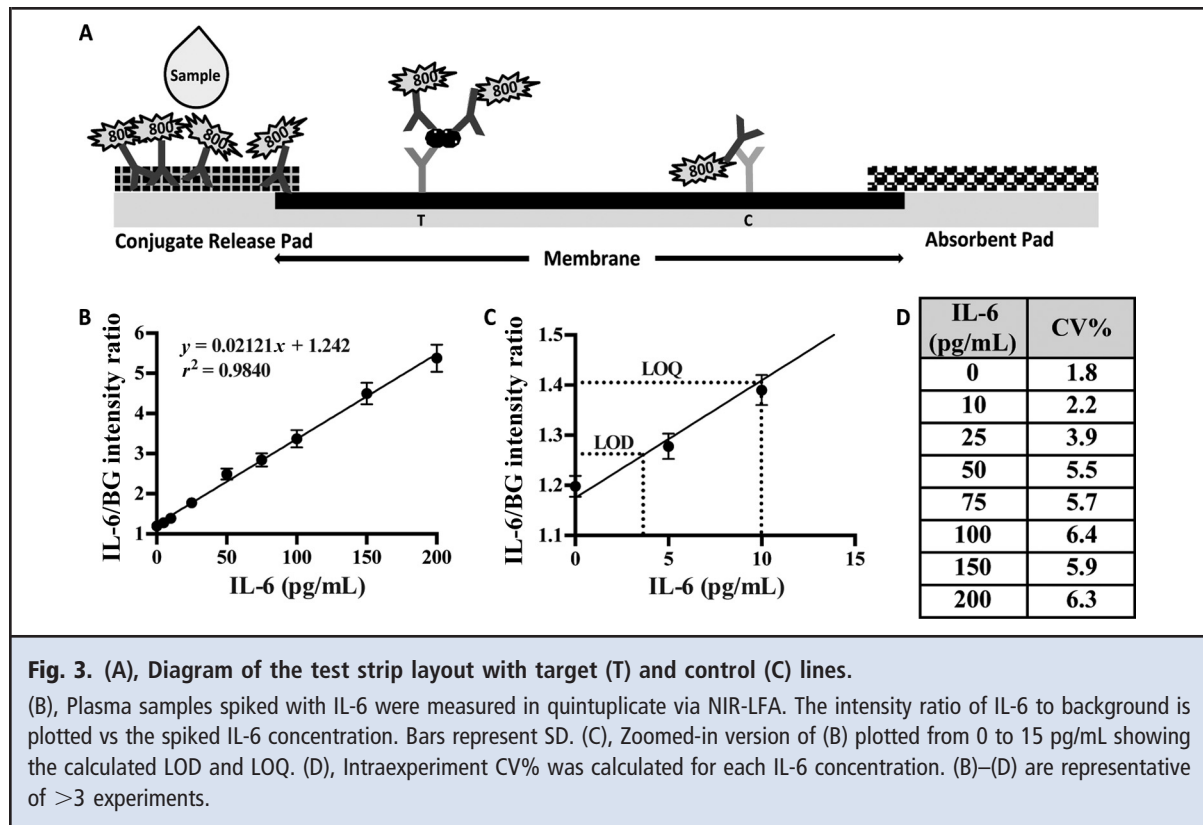 A
Sample
800 800 800 800 800 800 800
T C
Conjugate Release Pad Membrane Absorbent Pad
B
y = 0.02121x + 1.242
r² = 0.9840
IL-6/BG intensity ratio
6
5
4
3
2
1
0 50 100 150 200
IL-6 (pg/mL)
C
IL-6/BG intensity ratio
1.5
1.4
1.3
1.2
1.1
LOQ
LOD
0 5 10 15
IL-6 (pg/mL)
D
IL-6 (pg/mL) CV%
0 1.8
10 2.2
25 3.9
50 5.5
75 5.7
100 6.4
150 5.9
200 6.3
Fig. 3. (A), Diagram of the test strip layout with target (T) and control (C) lines.
(B), Plasma samples spiked with IL-6 were measured in quintuplicate via NIR-LFA. The intensity ratio of IL-6 to background is
plotted vs the spiked IL-6 concentration. Bars represent SD. (C), Zoomed-in version of (B) plotted from 0 to 15 pg/mL showing
the calculated LOD and LOQ. (D), Intraexperiment CV% was calculated for each IL-6 concentration. (B)–(D) are representative
of >3 experiments.